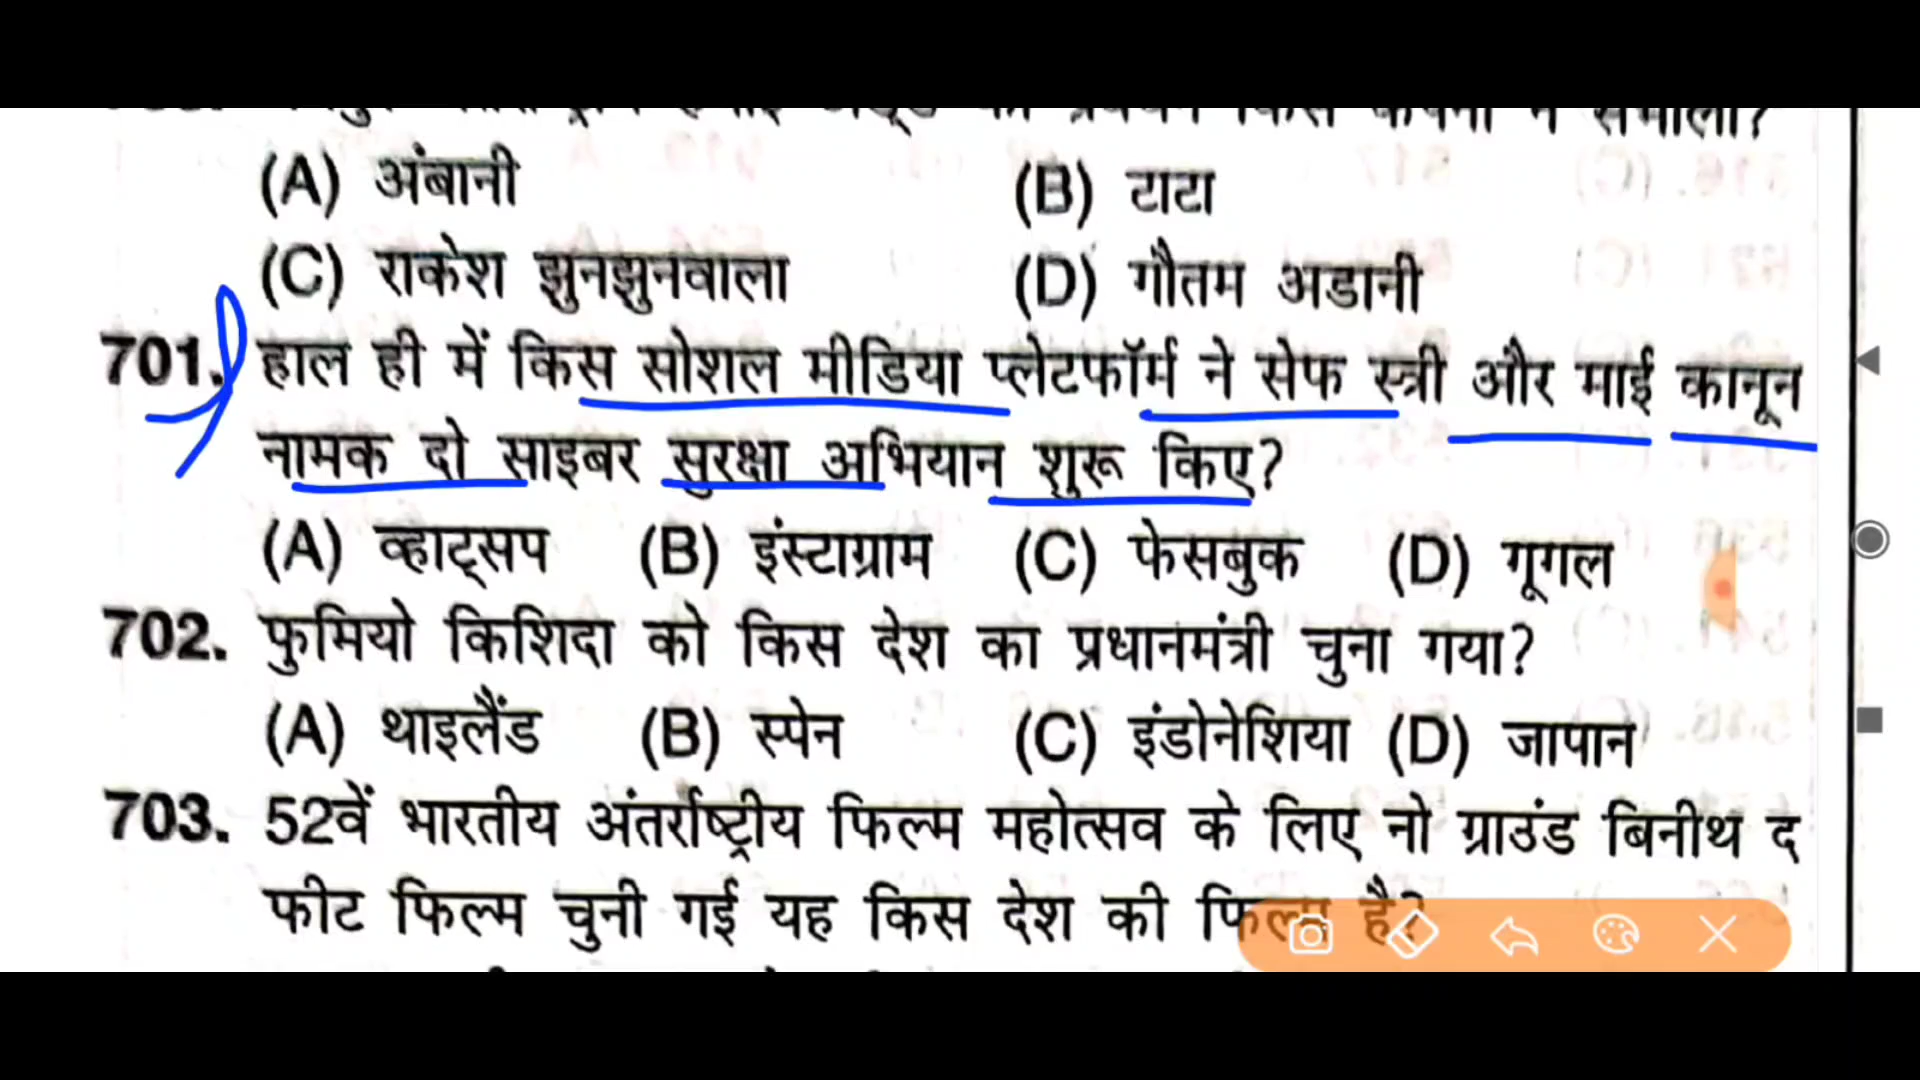 (A) अंबानी (B) टाटा
(C) राकेश झुनझुनवाला (D) गौतम अडानी
701. हाल ही में किस सोशल मीडिया प्लेटफॉर्म ने सेफ स्त्री और माई कानून
नामक दो साइबर सुरक्षा अभियान शुरू किए?
(A) व्हाट्सप (B) इंस्टाग्राम (C) फेसबुक (D) गूगल
702. फुमियो किशिदा को किस देश का प्रधानमंत्री चुना गया?
(A) थाइलैंड (B) स्पेन (C) इंडोनेशिया (D) जापान
703. 52वें भारतीय अंतर्राष्ट्रीय फिल्म महोत्सव के लिए नो ग्राउंड बिनीथ द
फीट फिल्म चुनी गई यह किस देश की फिल्म है?